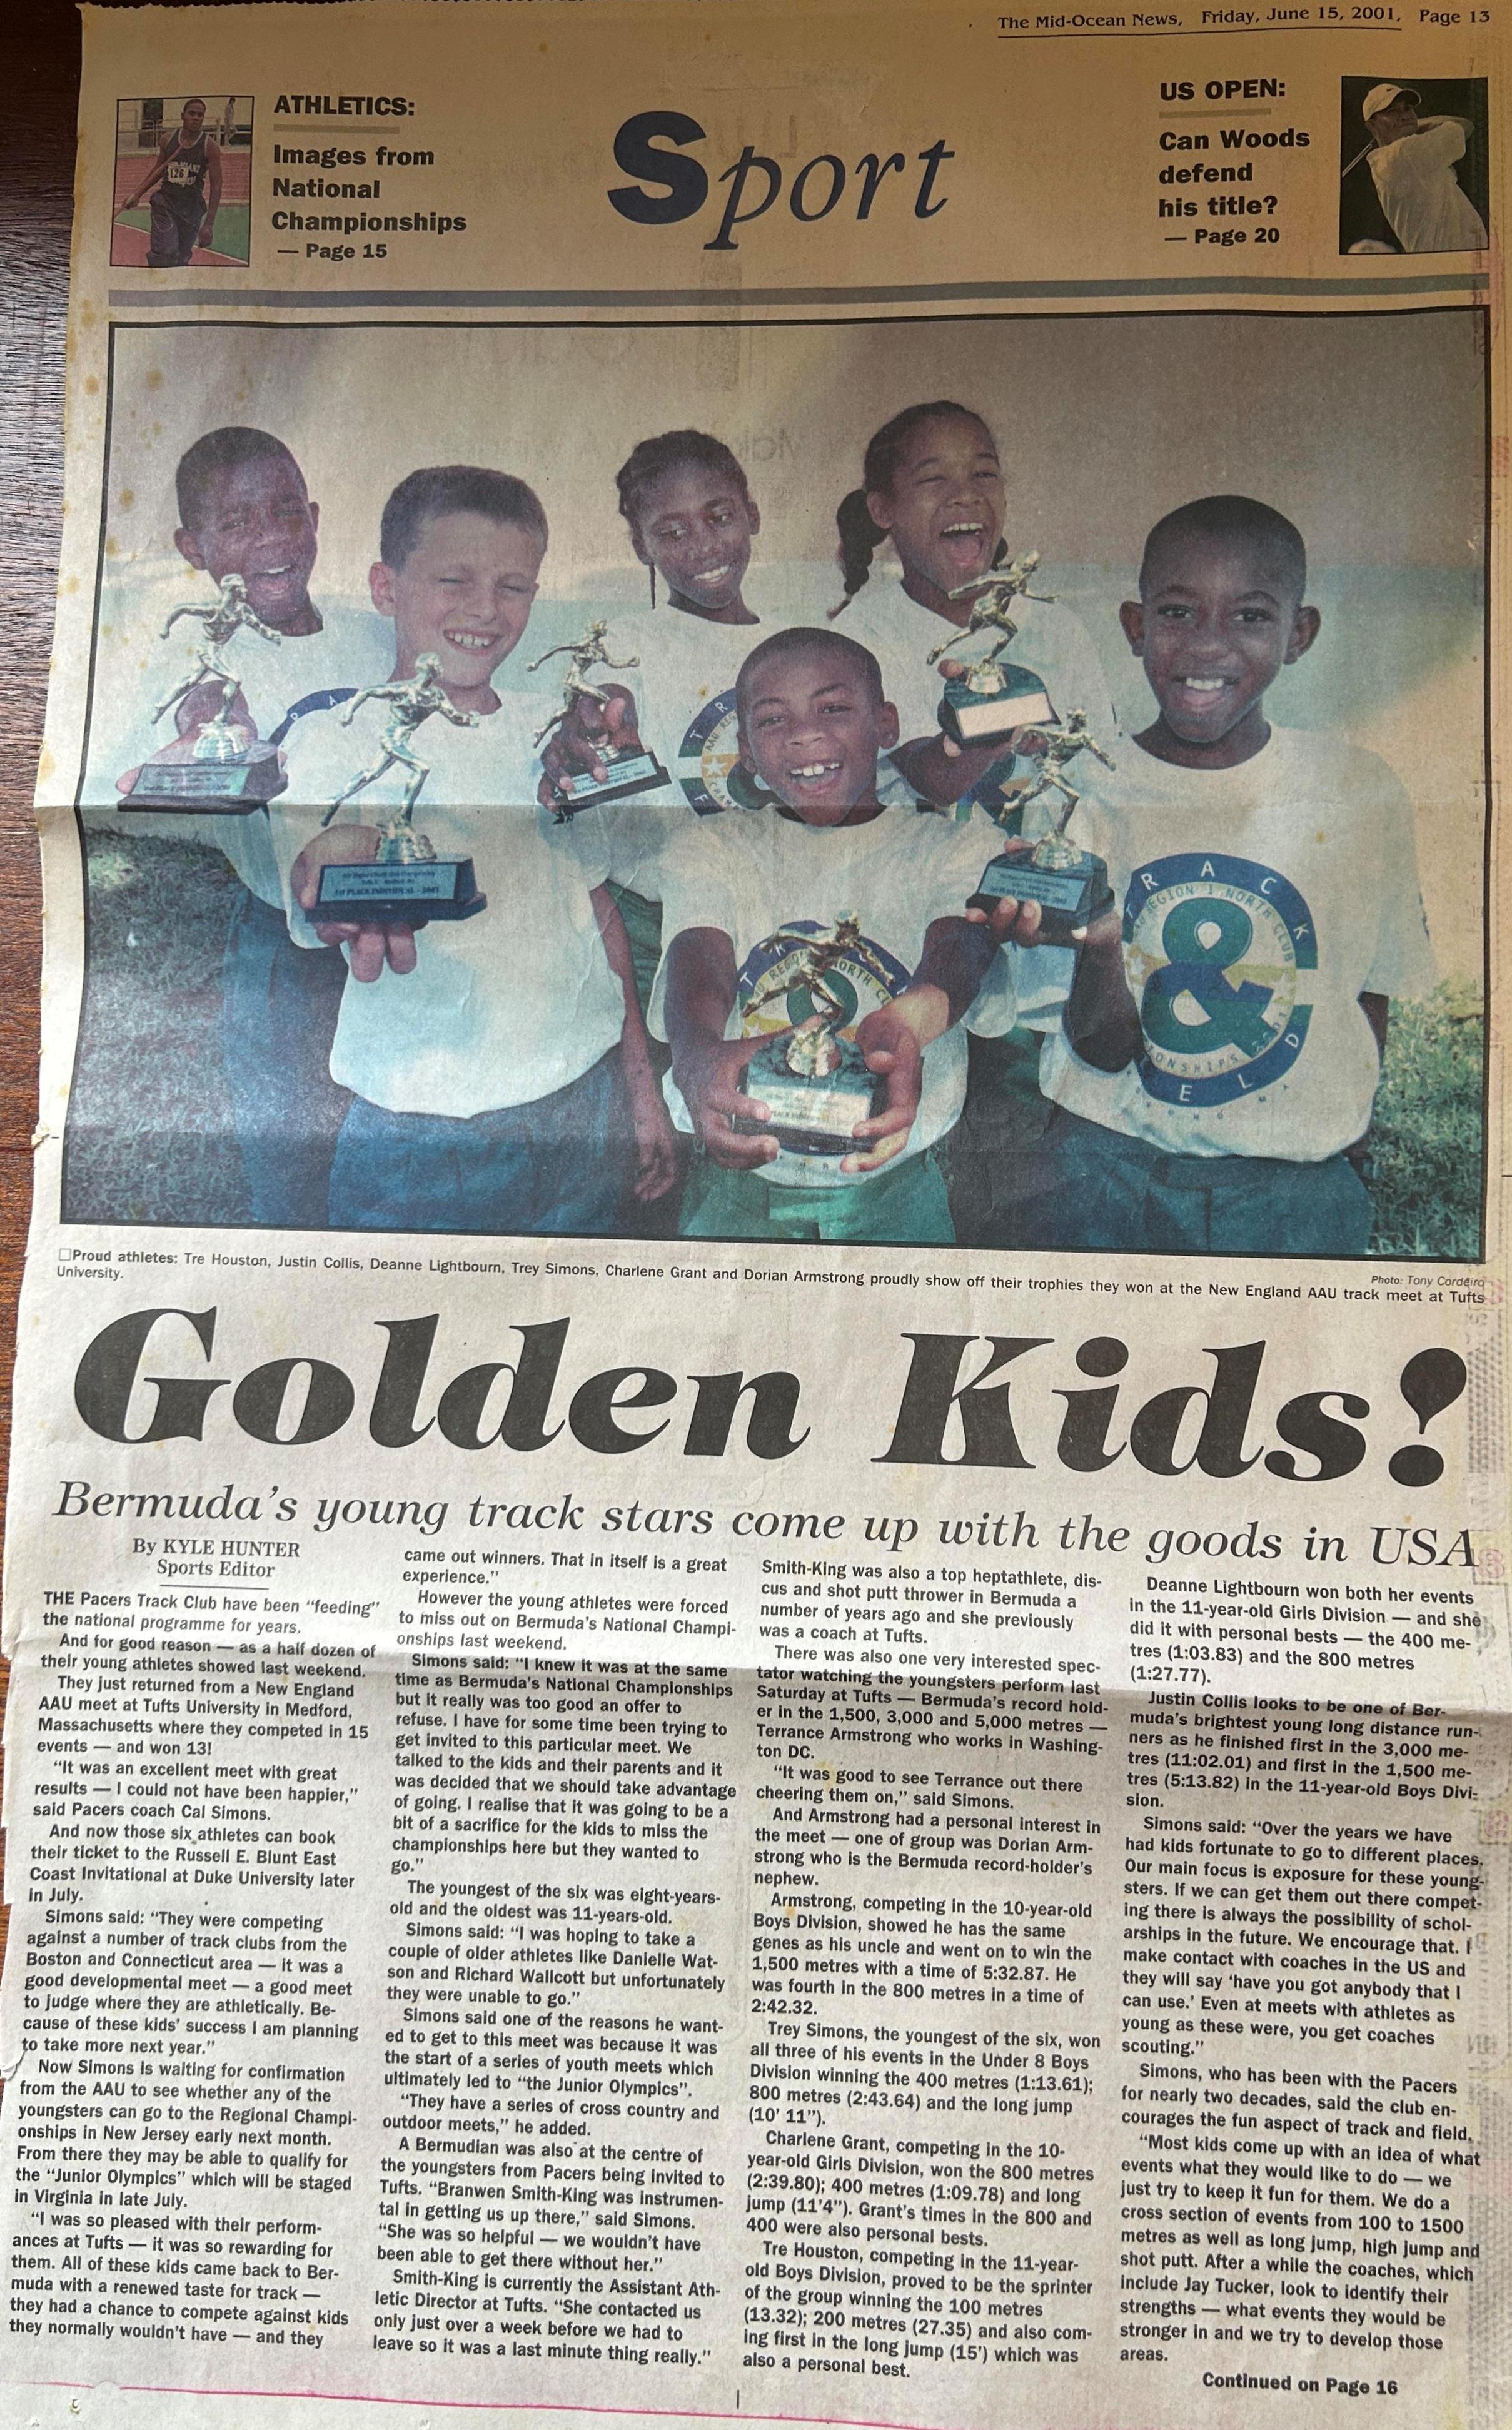 The Mid-Ocean News, Friday, June 15, 2001, Page 13
ATHLETICS:
Images from
National
Championships
— Page 15
Sport
US OPEN:
Can Woods
defend
his title?
— Page 20
126
1st PLACE INDIVIDUAL - 2001
T R A C K
&
REGION 1 NORTH CLUB
E L D
□Proud athletes: Tre Houston, Justin Collis, Deanne Lightbourn, Trey Simons, Charlene Grant and Dorian Armstrong proudly show off their trophies they won at the New England AAU track meet at Tufts
University.
Photo: Tony Cordeiro
Golden Kids!
Bermuda's young track stars come up with the goods in USA
By KYLE HUNTER
Sports Editor
THE Pacers Track Club have been "feeding"
the national programme for years.
And for good reason — as a half dozen of
their young athletes showed last weekend.
They just returned from a New England
AAU meet at Tufts University in Medford,
Massachusetts where they competed in 15
events — and won 13!
"It was an excellent meet with great
results — I could not have been happier,"
said Pacers coach Cal Simons.
And now those six athletes can book
their ticket to the Russell E. Blunt East
Coast Invitational at Duke University later
in July.
Simons said: "They were competing
against a number of track clubs from the
Boston and Connecticut area — it was a
good developmental meet — a good meet
to judge where they are athletically. Be-
cause of these kids' success I am planning
to take more next year."
Now Simons is waiting for confirmation
from the AAU to see whether any of the
youngsters can go to the Regional Champi-
onships in New Jersey early next month.
From there they may be able to qualify for
the "Junior Olympics" which will be staged
in Virginia in late July.
"I was so pleased with their perform-
ances at Tufts — it was so rewarding for
them. All of these kids came back to Ber-
muda with a renewed taste for track —
they had a chance to compete against kids
they normally wouldn't have — and they
came out winners. That in itself is a great
experience."
However the young athletes were forced
to miss out on Bermuda's National Champi-
onships last weekend.
Simons said: "I knew it was at the same
time as Bermuda's National Championships
but it really was too good an offer to
refuse. I have for some time been trying to
get invited to this particular meet. We
talked to the kids and their parents and it
was decided that we should take advantage
of going. I realise that it was going to be a
bit of a sacrifice for the kids to miss the
championships here but they wanted to
go."
The youngest of the six was eight-years-
old and the oldest was 11-years-old.
Simons said: "I was hoping to take a
couple of older athletes like Danielle Wat-
son and Richard Wallcott but unfortunately
they were unable to go."
Simons said one of the reasons he want-
ed to get to this meet was because it was
the start of a series of youth meets which
ultimately led to "the Junior Olympics".
"They have a series of cross country and
outdoor meets," he added.
A Bermudian was also at the centre of
the youngsters from Pacers being invited to
Tufts. "Branwen Smith-King was instrumen-
tal in getting us up there," said Simons.
"She was so helpful — we wouldn't have
been able to get there without her."
Smith-King is currently the Assistant Ath-
letic Director at Tufts. "She contacted us
only just over a week before we had to
leave so it was a last minute thing really."
Smith-King was also a top heptathlete, dis-
cus and shot putt thrower in Bermuda a
number of years ago and she previously
was a coach at Tufts.
There was also one very interested spec-
tator watching the youngsters perform last
Saturday at Tufts — Bermuda's record hold-
er in the 1,500, 3,000 and 5,000 metres —
Terrance Armstrong who works in Washing-
ton DC.
"It was good to see Terrance out there
cheering them on," said Simons.
And Armstrong had a personal interest in
the meet — one of group was Dorian Arm-
strong who is the Bermuda record-holder's
nephew.
Armstrong, competing in the 10-year-old
Boys Division, showed he has the same
genes as his uncle and went on to win the
1,500 metres with a time of 5:32.87. He
was fourth in the 800 metres in a time of
2:42.32.
Trey Simons, the youngest of the six, won
all three of his events in the Under 8 Boys
Division winning the 400 metres (1:13.61);
800 metres (2:43.64) and the long jump
(10' 11").
Charlene Grant, competing in the 10-
year-old Girls Division, won the 800 metres
(2:39.80); 400 metres (1:09.78) and long
jump (11'4"). Grant's times in the 800 and
400 were also personal bests.
Tre Houston, competing in the 11-year-
old Boys Division, proved to be the sprinter
of the group winning the 100 metres
(13.32); 200 metres (27.35) and also com-
ing first in the long jump (15') which was
also a personal best.
Deanne Lightbourn won both her events
in the 11-year-old Girls Division — and she
did it with personal bests — the 400 me-
tres (1:03.83) and the 800 metres
(1:27.77).
Justin Collis looks to be one of Ber-
muda's brightest young long distance run-
ners as he finished first in the 3,000 me-
tres (11:02.01) and first in the 1,500 me-
tres (5:13.82) in the 11-year-old Boys Divi-
sion.
Simons said: "Over the years we have
had kids fortunate to go to different places.
Our main focus is exposure for these young-
sters. If we can get them out there compet-
ing there is always the possibility of schol-
arships in the future. We encourage that. I
make contact with coaches in the US and
they will say 'have you got anybody that I
can use.' Even at meets with athletes as
young as these were, you get coaches
scouting."
Simons, who has been with the Pacers
for nearly two decades, said the club en-
courages the fun aspect of track and field.
"Most kids come up with an idea of what
events what they would like to do — we
just try to keep it fun for them. We do a
cross section of events from 100 to 1500
metres as well as long jump, high jump and
shot putt. After a while the coaches, which
include Jay Tucker, look to identify their
strengths — what events they would be
stronger in and we try to develop those
areas.
Continued on Page 16